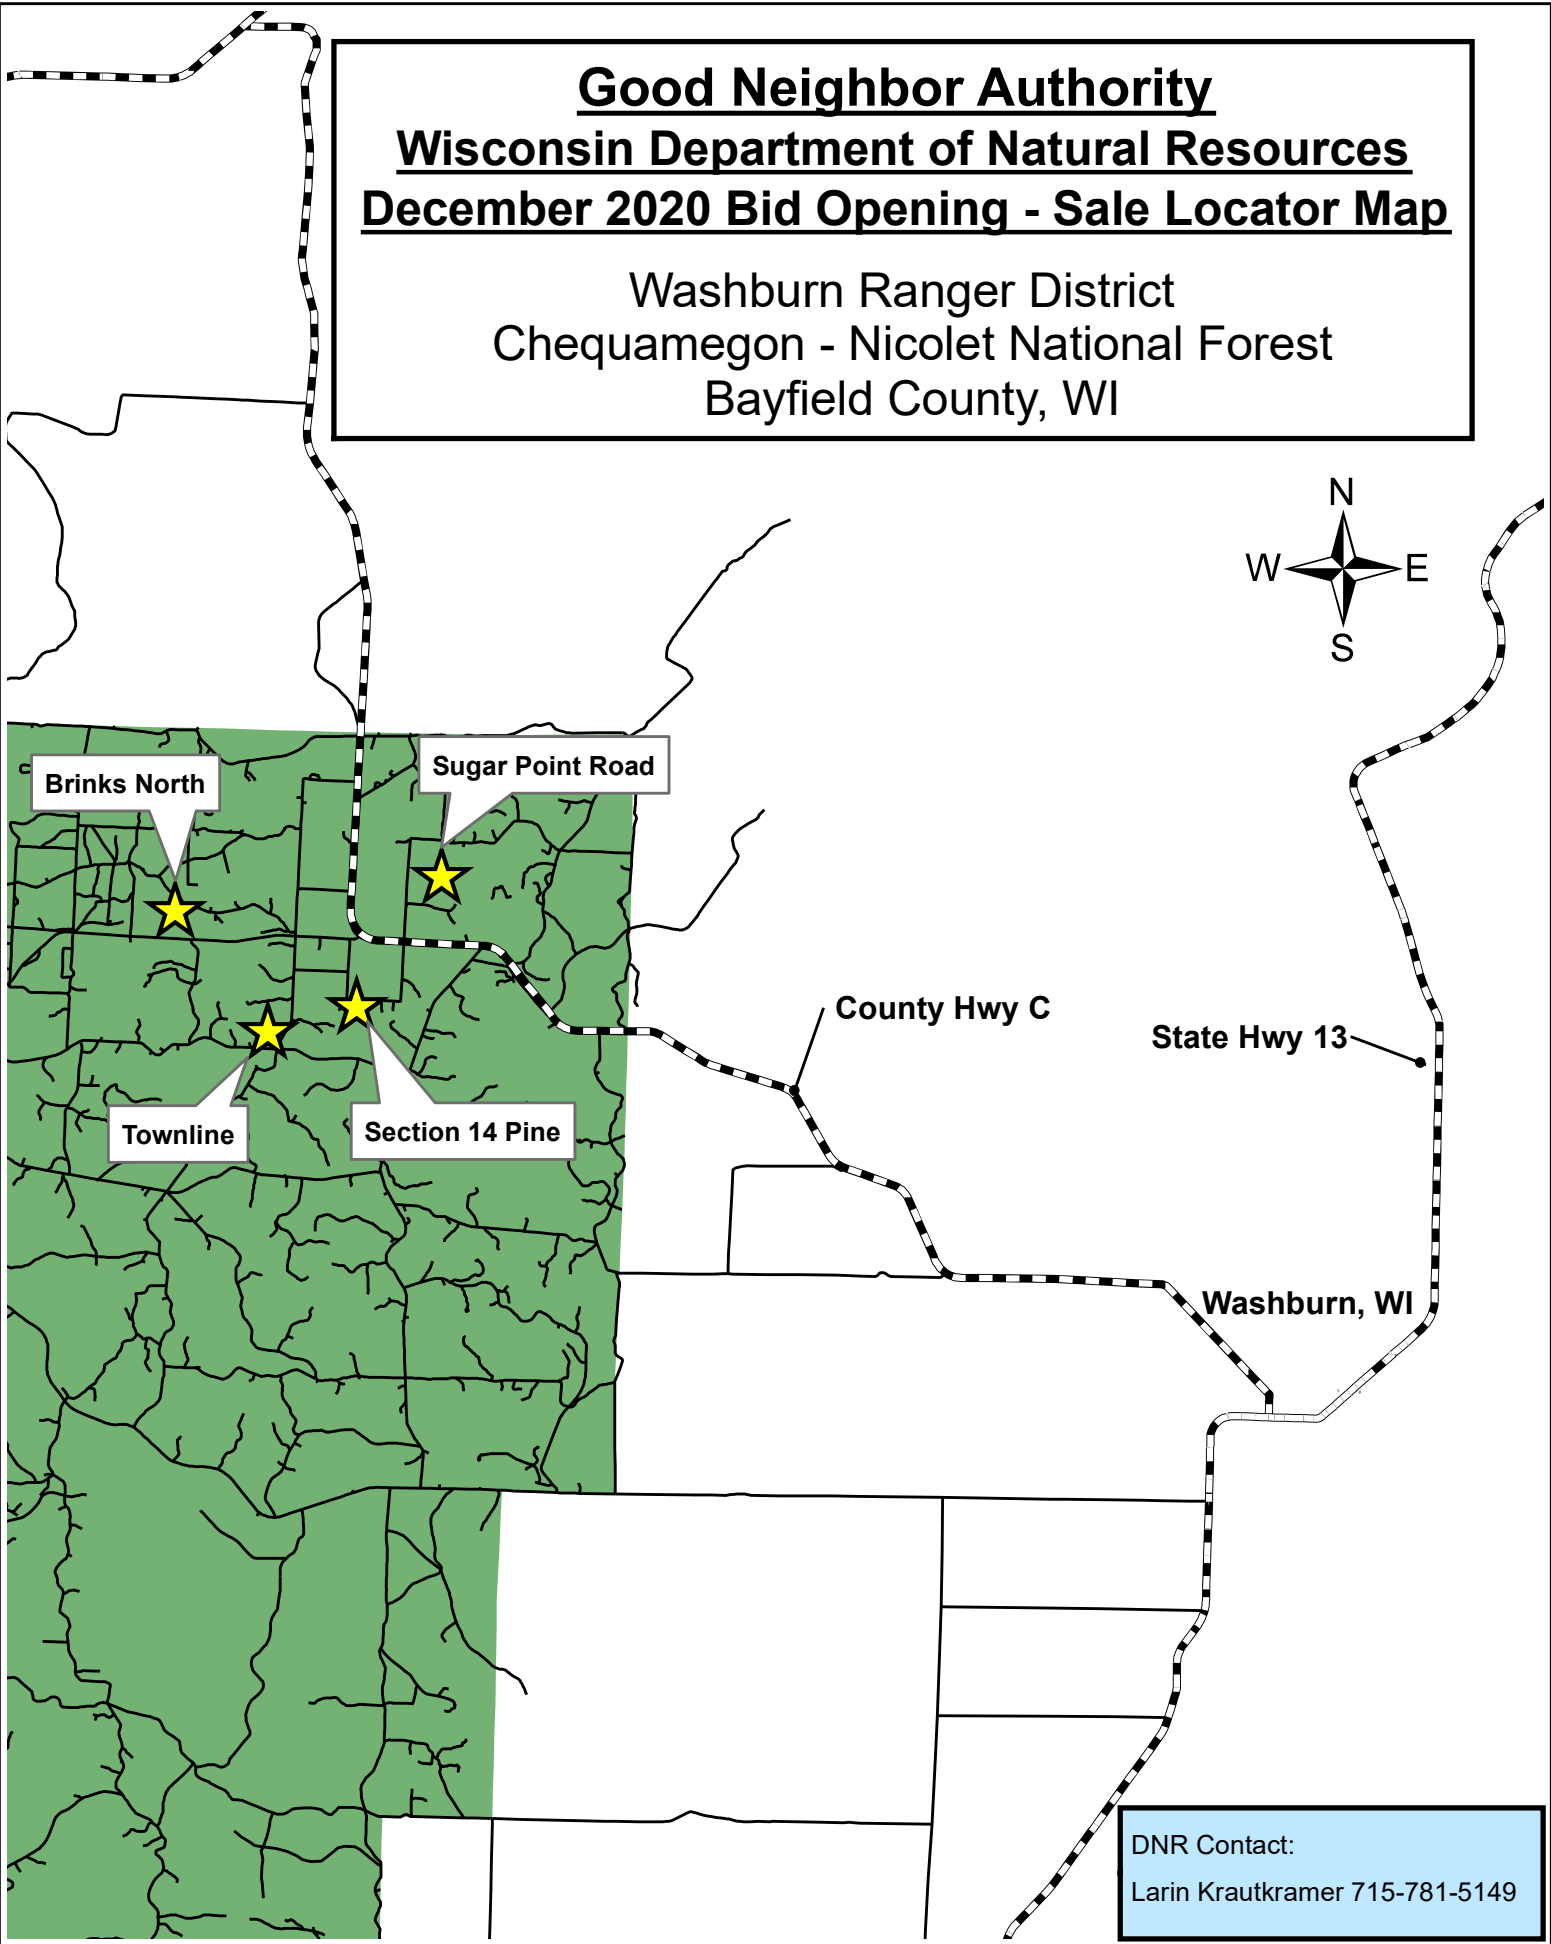 Good Neighbor Authority
Wisconsin Department of Natural Resources
December 2020 Bid Opening - Sale Locator Map
Washburn Ranger District
Chequamegon - Nicolet National Forest
Bayfield County, WI
N
W
E
S
Sugar Point Road
Brinks North
County Hwy C
State Hwy 13
Townline
Section 14 Pine
Washburn, WI
DNR Contact:
Larin Krautkramer 715-781-5149